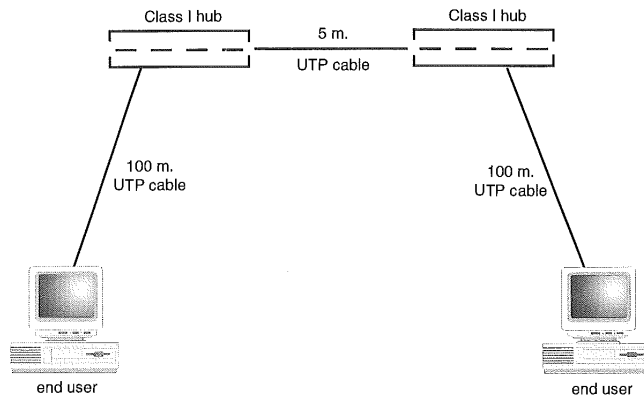 Class I hub
5 m.
Class I hub
UTP cable
100 m.
UTP cable
100 m.
UTP cable
end user
end user